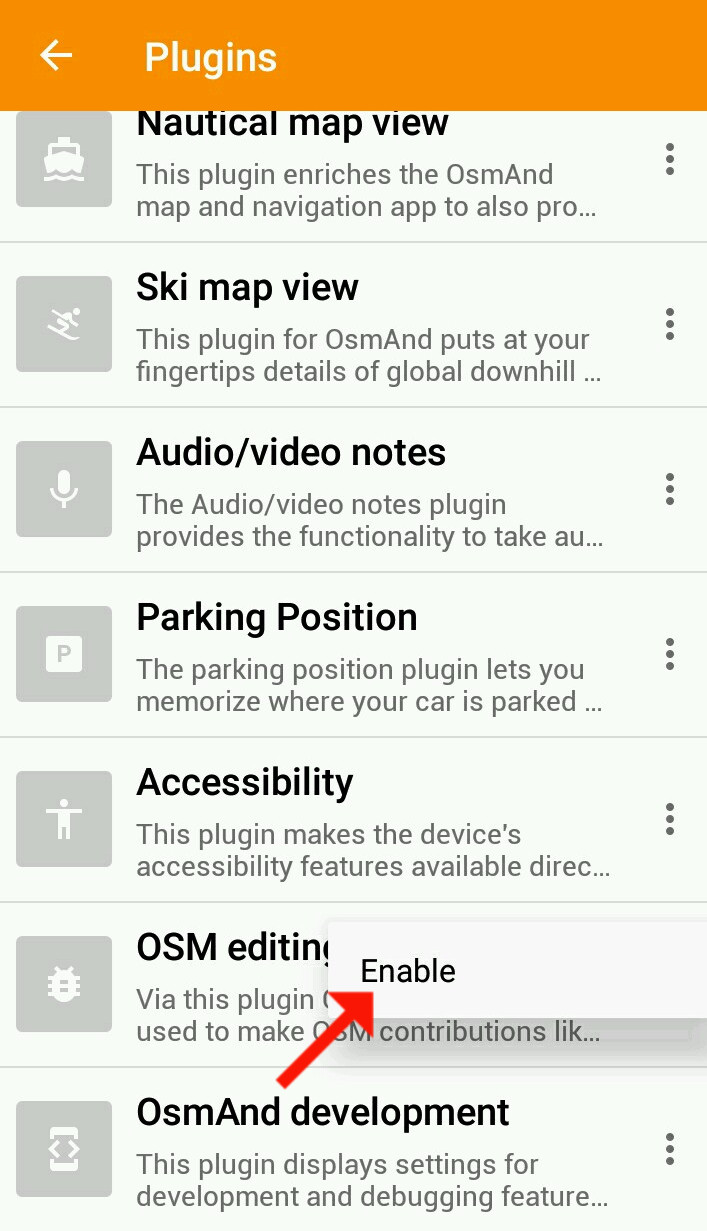 Plugins
Nautical map view
This plugin enriches the OsmAnd
map and navigation app to also pro...
Ski map view
This plugin for OsmAnd puts at your
fingertips details of global downhill ...
Audio/video notes
The Audio/video notes plugin
provides the functionality to take au...
P
Parking Position
The parking position plugin lets you
memorize where your car is parked ...
Accessibility
This plugin makes the device's
accessibility features available direc...
OSM editing
Enable
Via this plugin
used to make OSM contributions lik...
OsmAnd development
This plugin displays settings for
development and debugging feature...